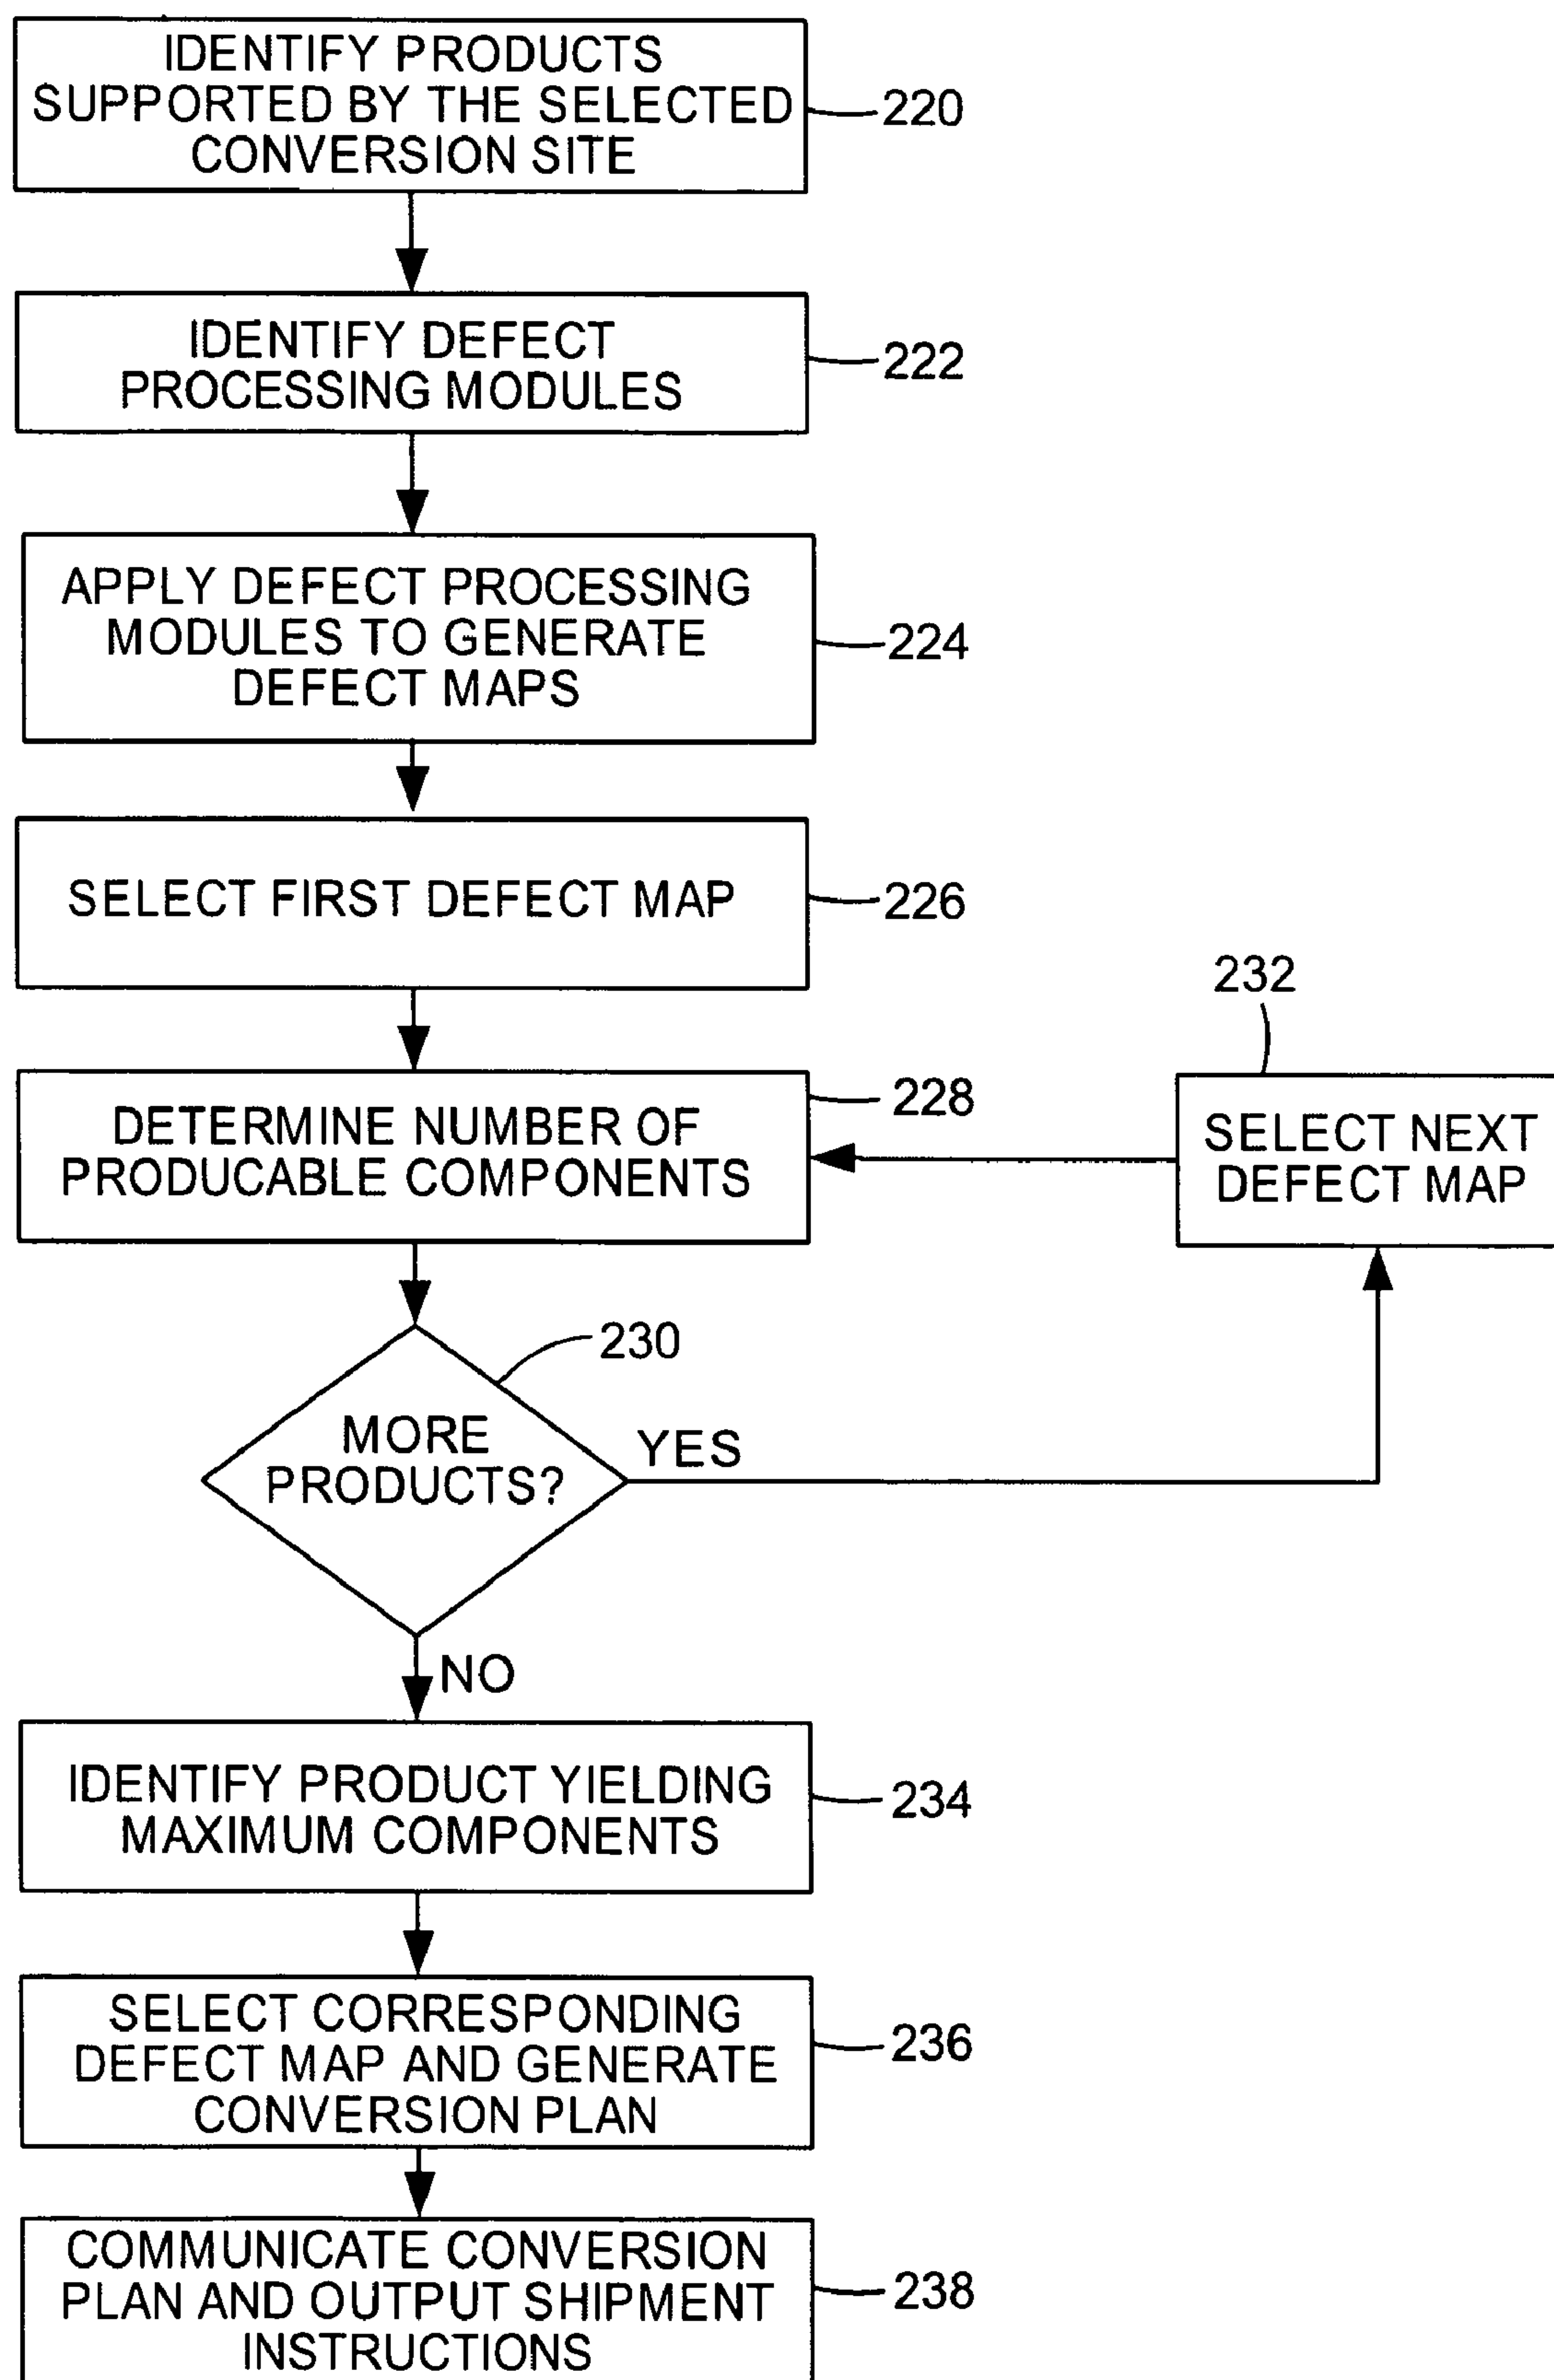 IDENTIFY PRODUCTS
SUPPORTED BY THE SELECTED
CONVERSION SITE
220
IDENTIFY DEFECT
PROCESSING MODULES
222
APPLY DEFECT PROCESSING
MODULES TO GENERATE
DEFECT MAPS
224
SELECT FIRST DEFECT MAP
226
DETERMINE NUMBER OF
PRODUCABLE COMPONENTS
228
232
SELECT NEXT
DEFECT MAP
230
MORE
PRODUCTS?
YES
NO
IDENTIFY PRODUCT YIELDING
MAXIMUM COMPONENTS
234
SELECT CORRESPONDING
DEFECT MAP AND GENERATE
CONVERSION PLAN
236
COMMUNICATE CONVERSION
PLAN AND OUTPUT SHIPMENT
INSTRUCTIONS
238